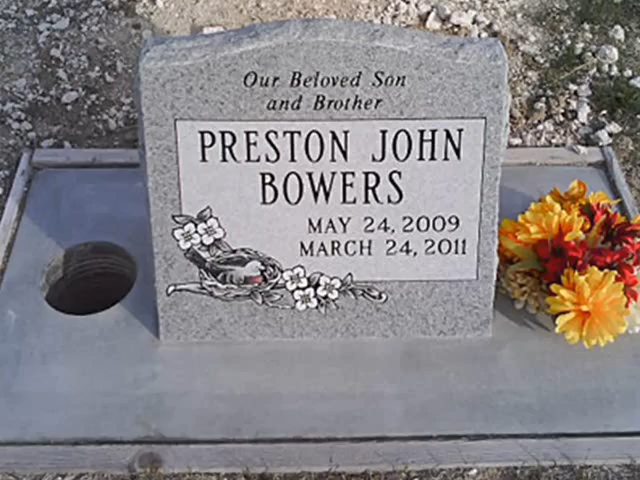 Our Beloved Son
and Brother
PRESTON JOHN
BOWERS
MAY 24, 2009
MARCH 24, 2011